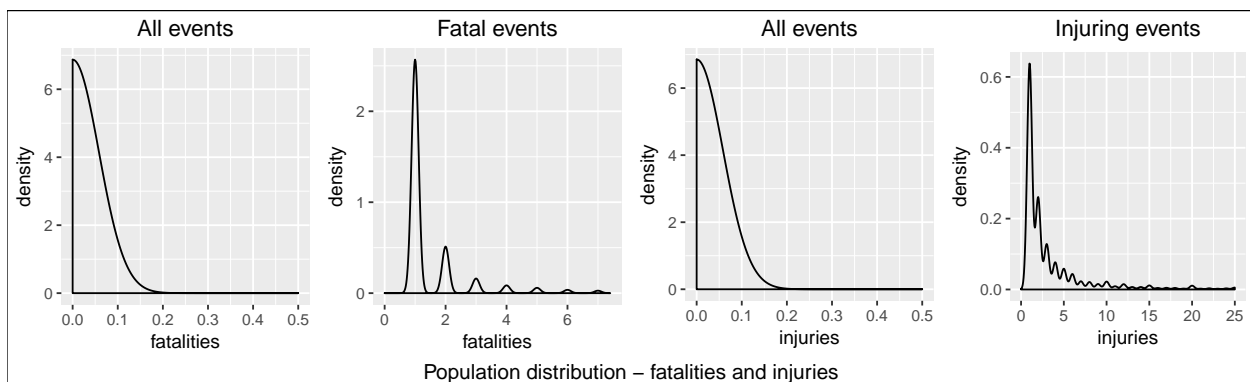 All events
Fatal events
All events
Injuring events
density
6
4
2
0
0.0 0.1 0.2 0.3 0.4 0.5
fatalities
density
2
1
0
0 2 4 6
fatalities
density
6
4
2
0
0.0 0.1 0.2 0.3 0.4 0.5
injuries
density
0.6
0.4
0.2
0.0
0 5 10 15 20 25
injuries
Population distribution – fatalities and injuries